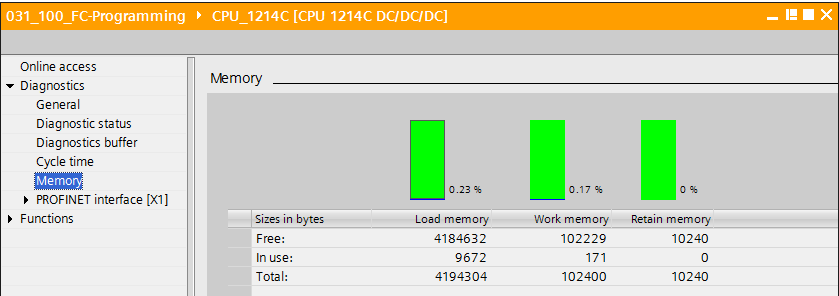 031_100_FC-Programming CPU_1214C [CPU 1214C DC/DC/DC]
Online access
Diagnostics
General
Diagnostic status
Diagnostics buffer
Cycle time
Memory
PROFINET interface [X1]
Functions
Memory
0.23 % 0.17 % 0 %
Sizes in bytes Load memory Work memory Retain memory
Free: 4184632 102229 10240
In use: 9672 171 0
Total: 4194304 102400 10240